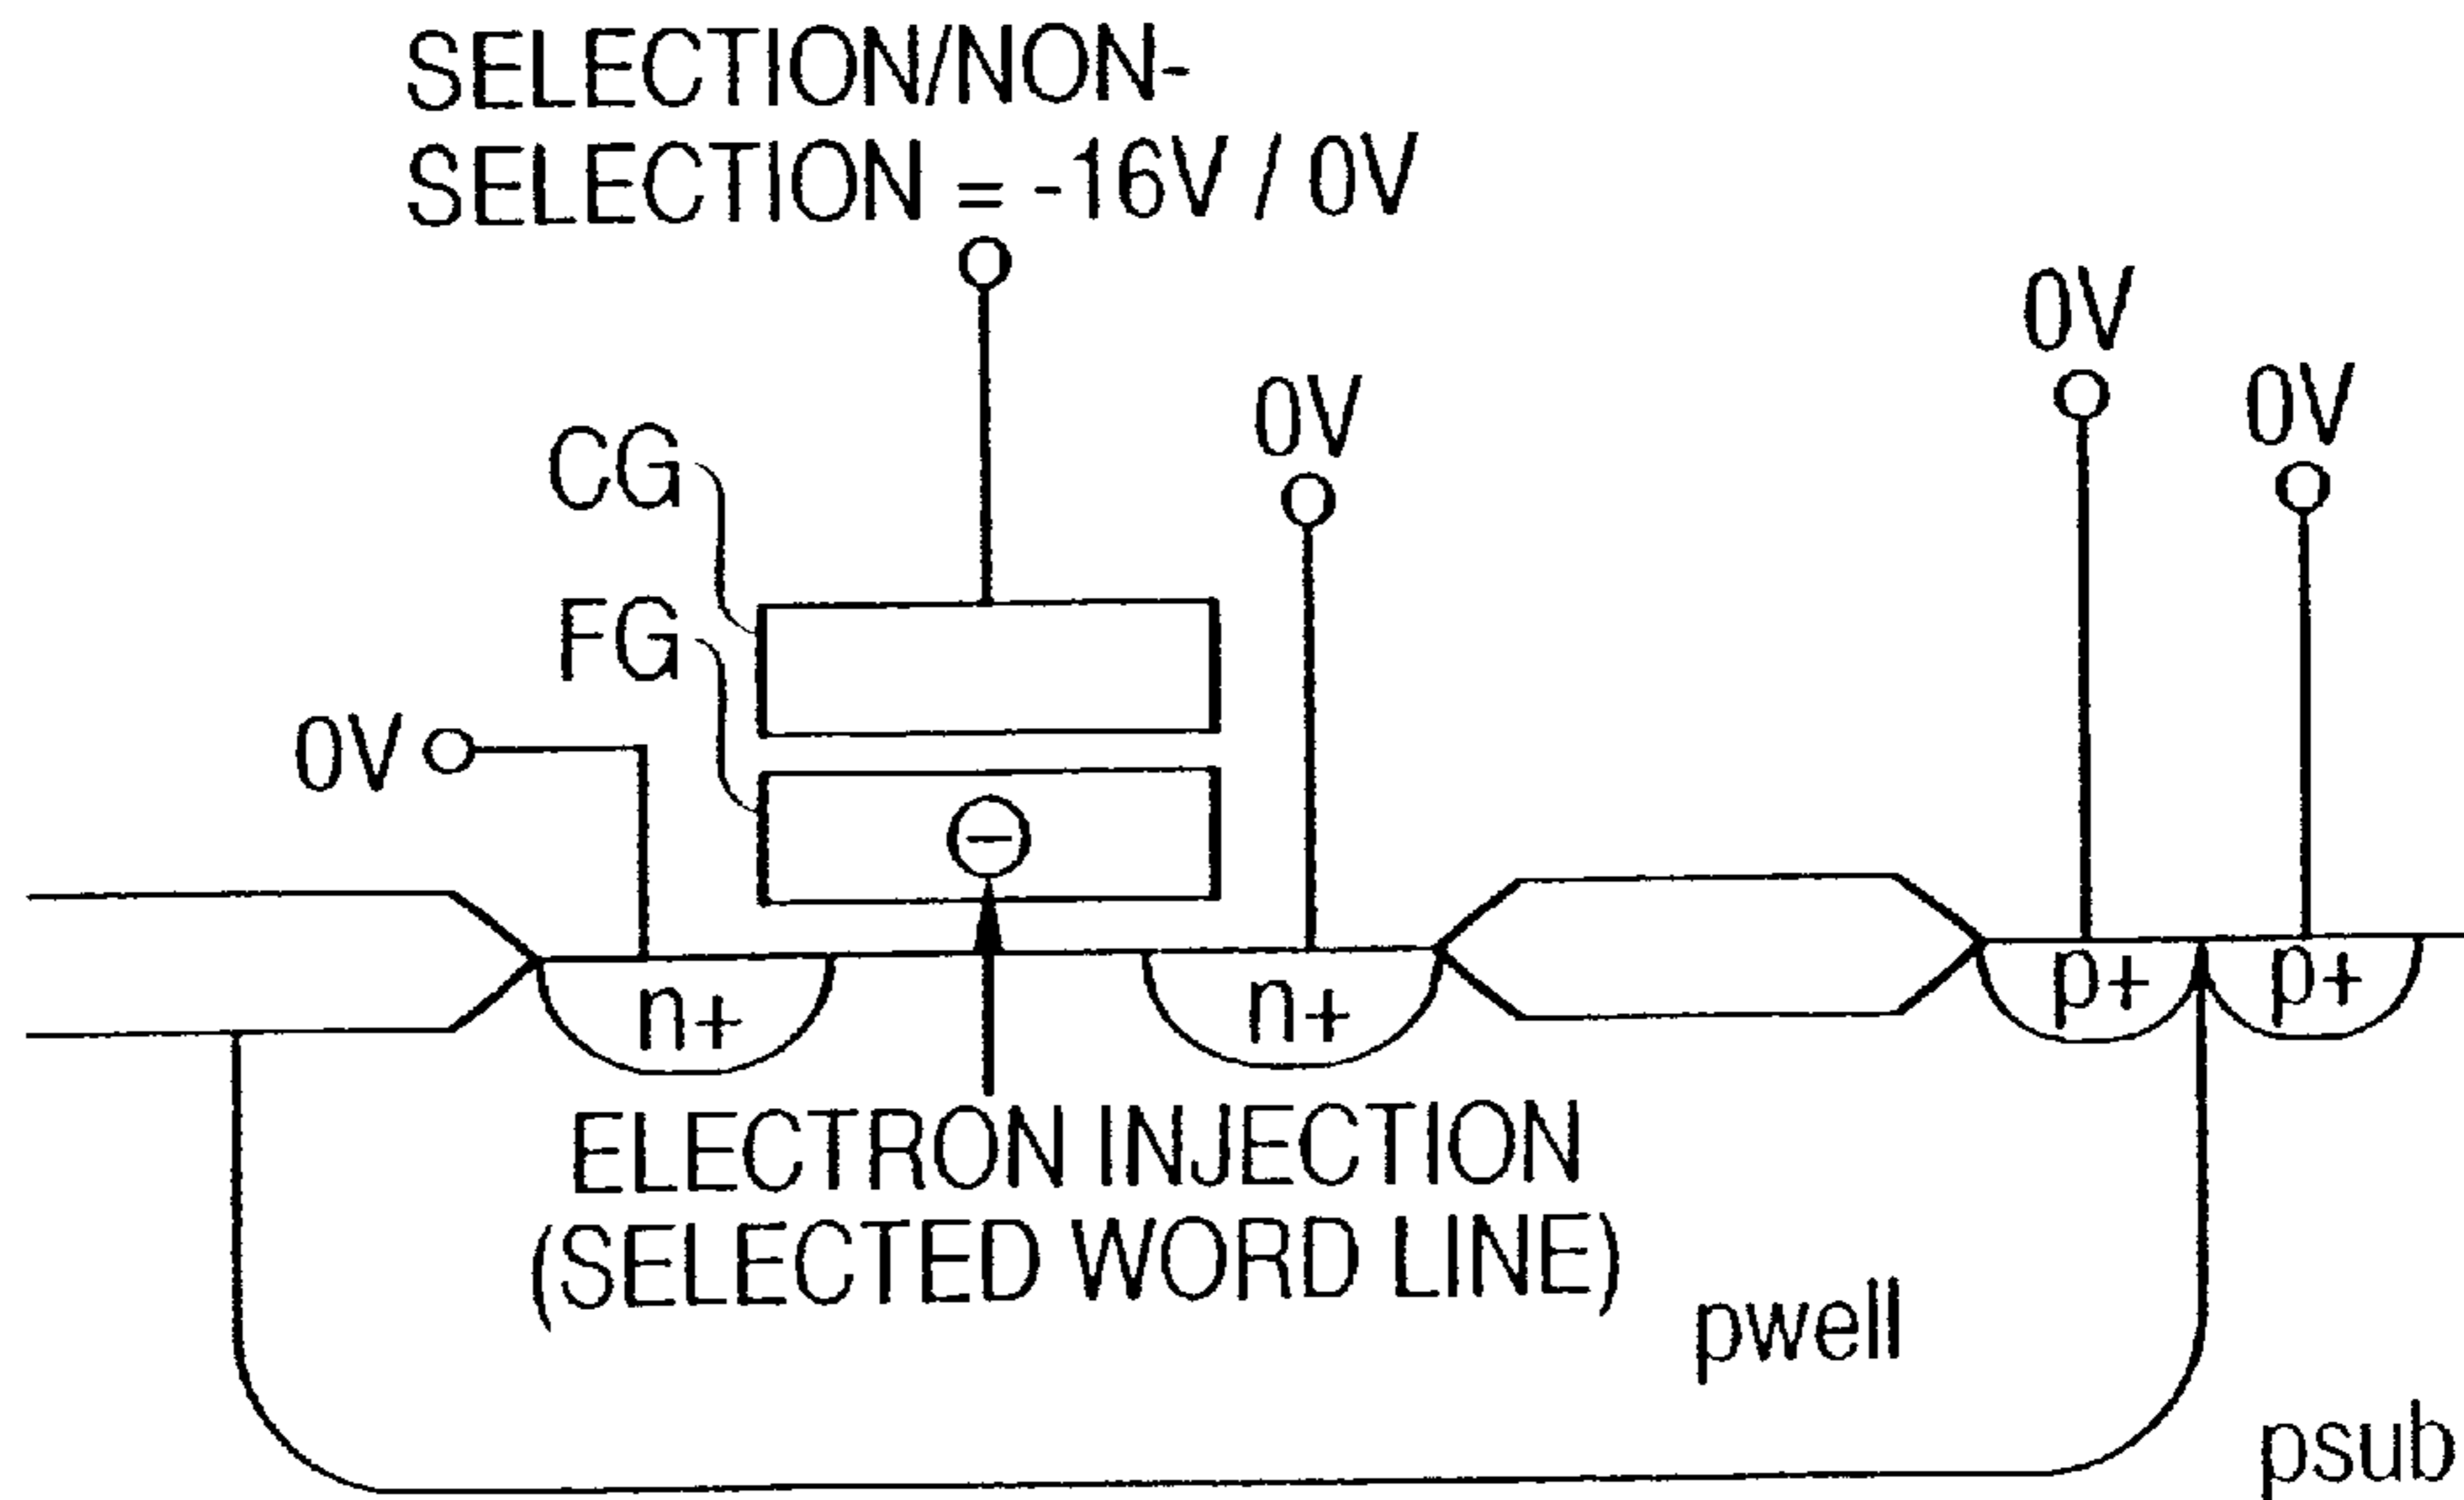 SELECTION/NON-
SELECTION = -16V / 0V
0V
0V
0V
CG
FG
0V
n+
n+
p+
p+
ELECTRON INJECTION
(SELECTED WORD LINE)
pwell
psub